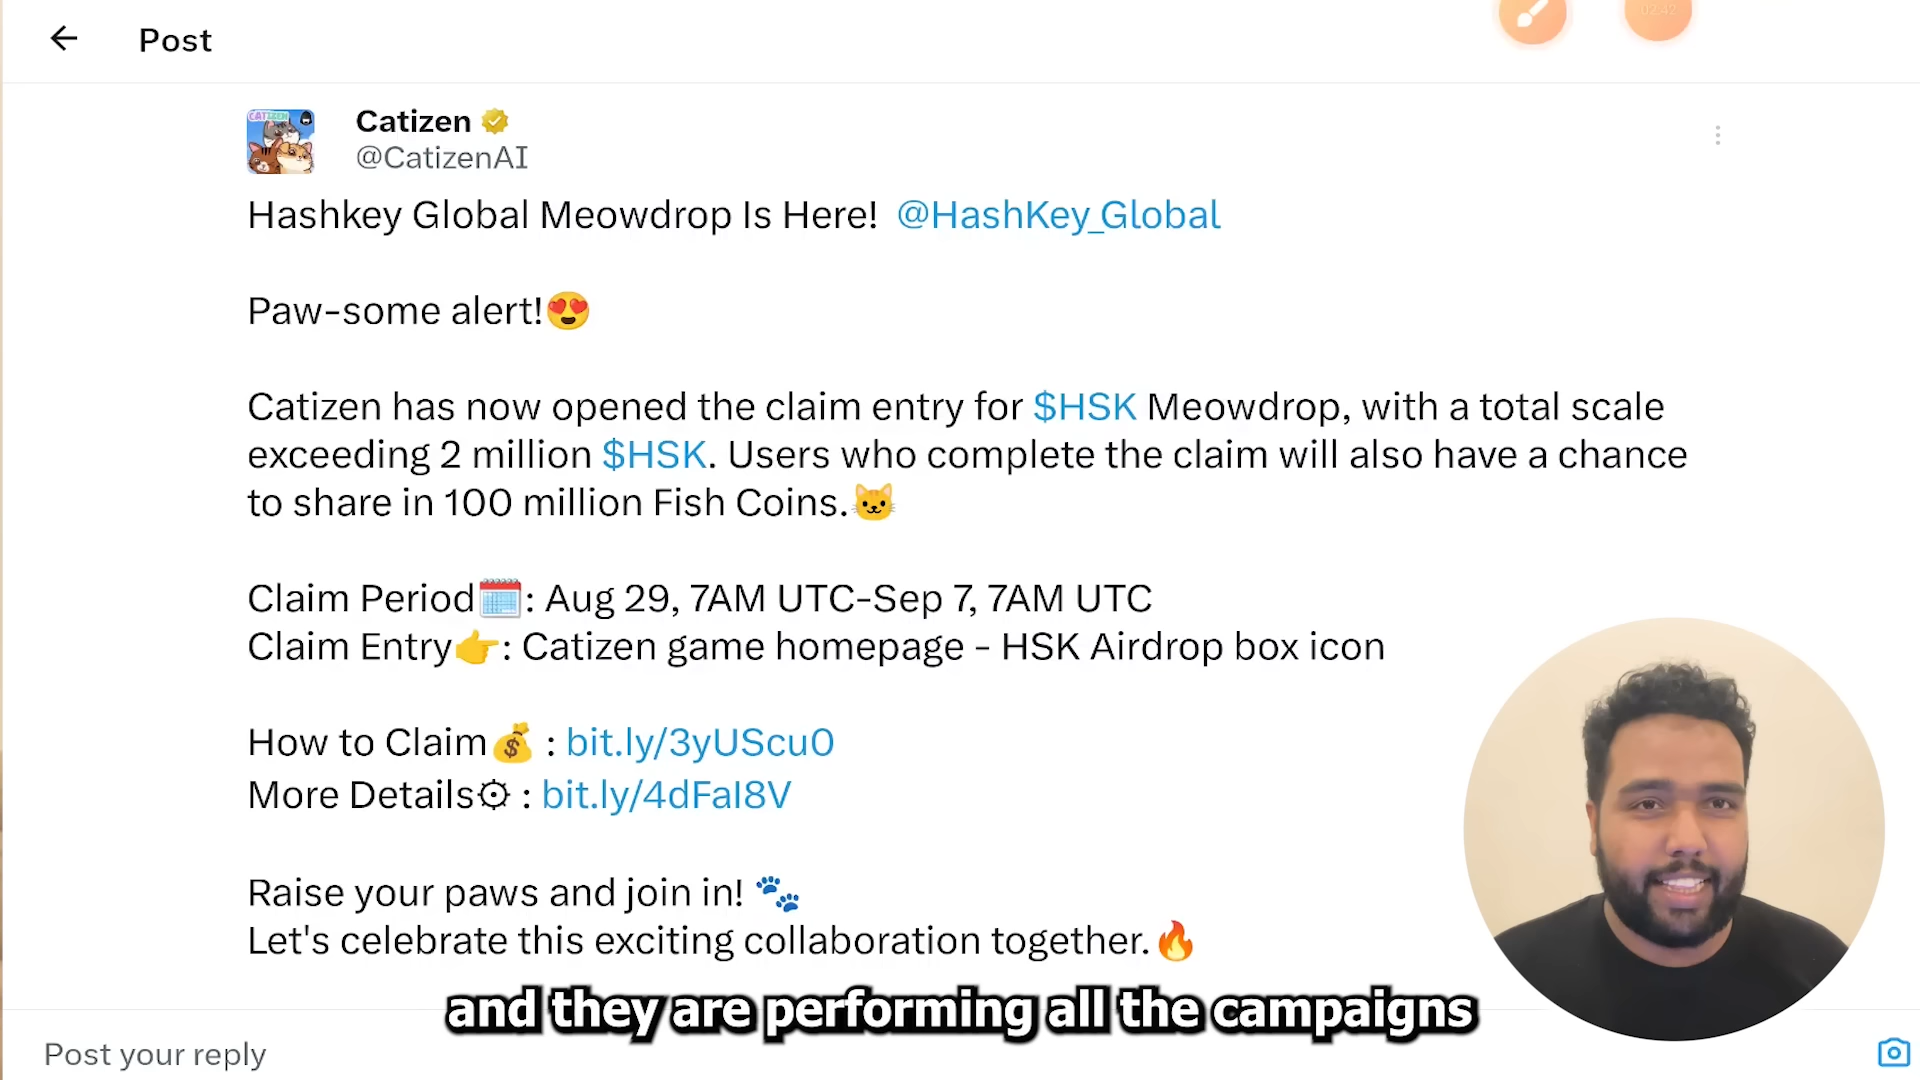 Post
02:42
Catizen
@CatizenAI
Hashkey Global Meowdrop Is Here! @HashKey_Global
Paw-some alert!😍
Catizen has now opened the claim entry for $HSK Meowdrop, with a total scale
exceeding 2 million $HSK. Users who complete the claim will also have a chance
to share in 100 million Fish Coins.🐱
Claim Period🗓️: Aug 29, 7AM UTC-Sep 7, 7AM UTC
Claim Entry👉: Catizen game homepage - HSK Airdrop box icon
How to Claim💰 : bit.ly/3yUScu0
More Details⚙ : bit.ly/4dFaI8V
Raise your paws and join in! 🐾
Let's celebrate this exciting collaboration together.🔥
and they are performing all the campaigns
Post your reply